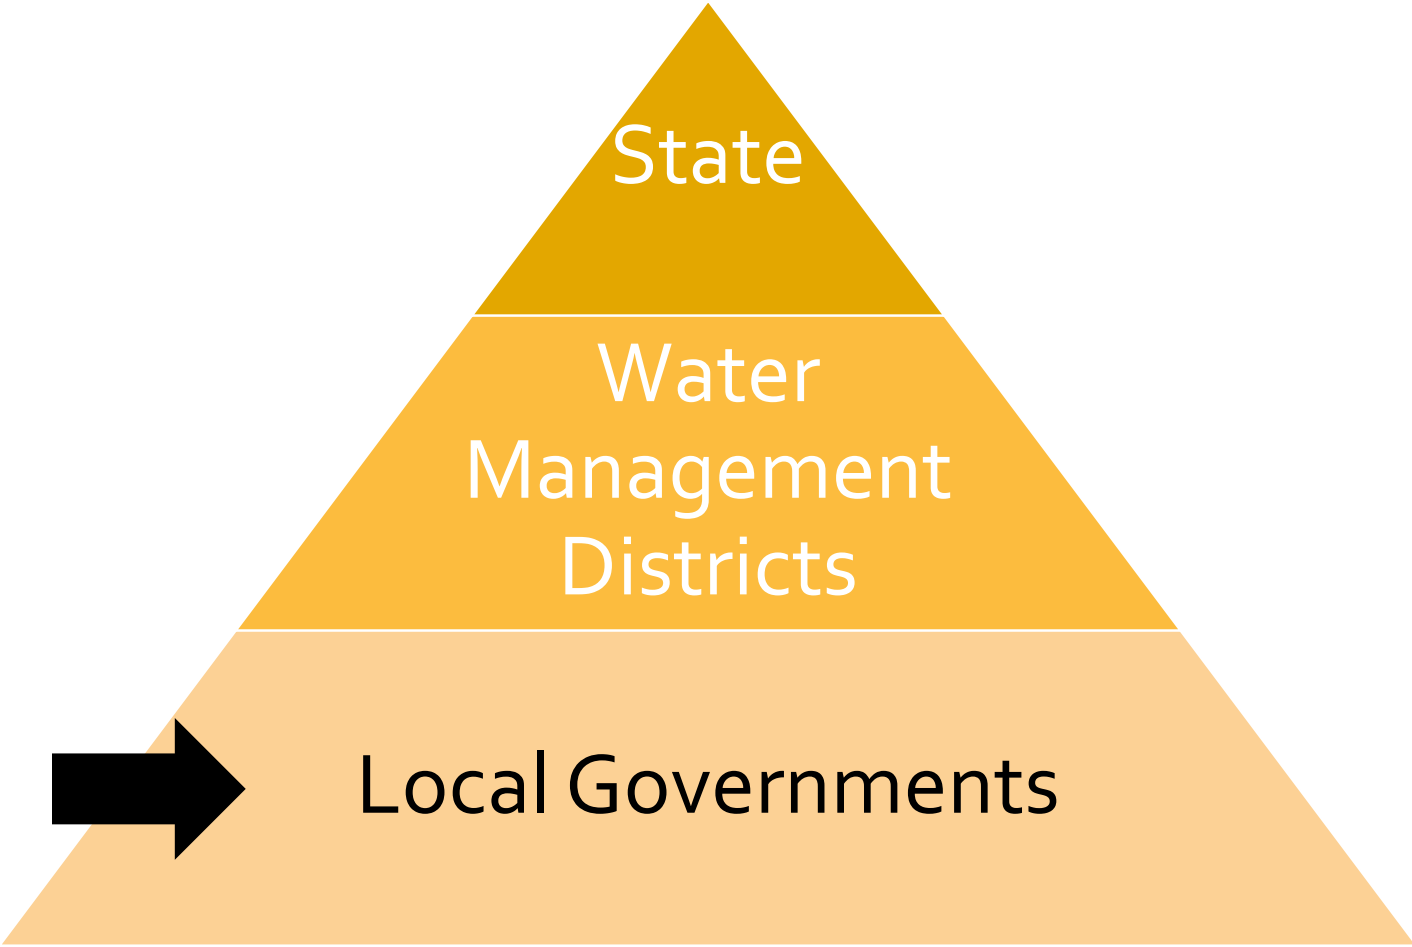 State
Water
Management
Districts
Local Governments